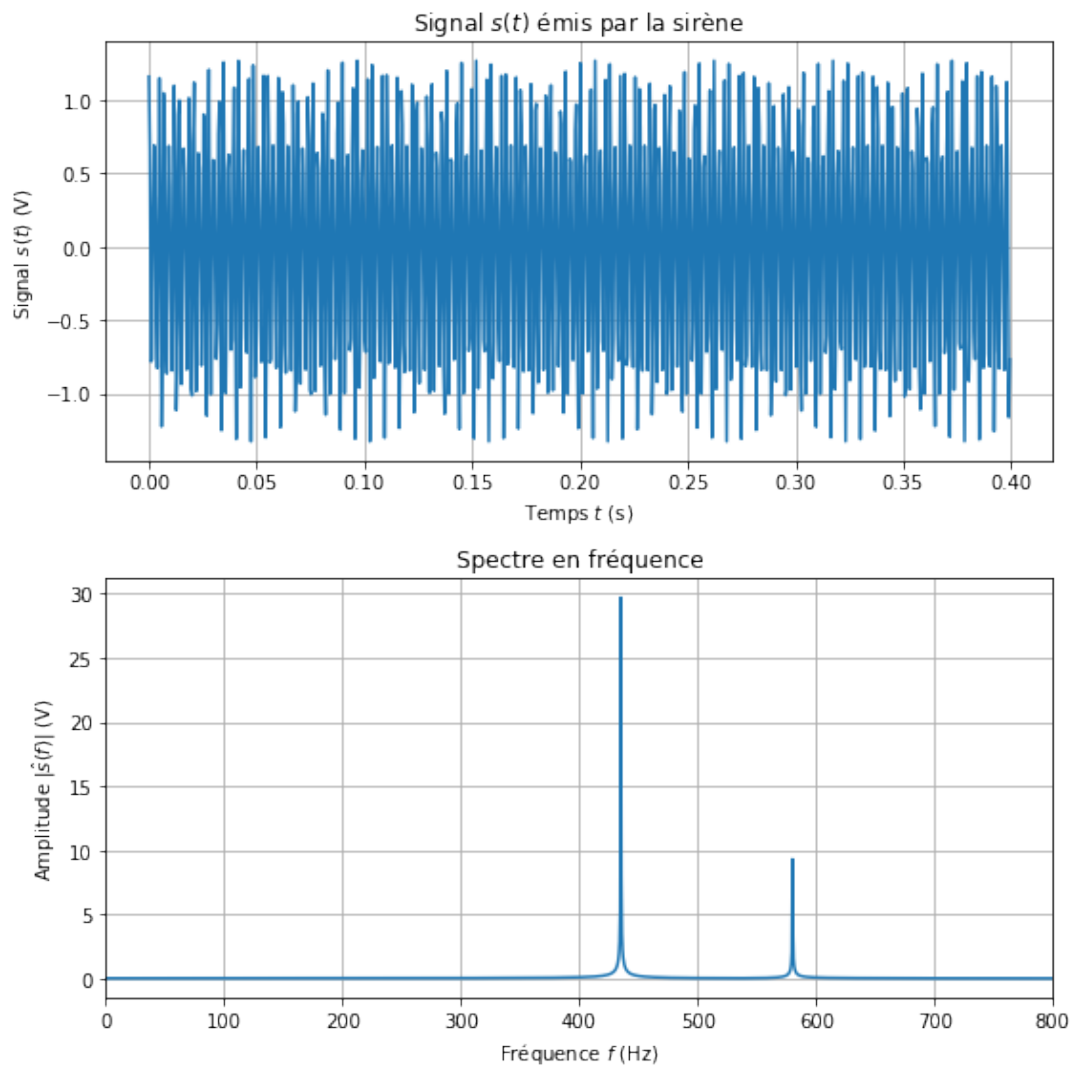 Signal s(t) émis par la sirène
1.0
0.5
0.0
−0.5
−1.0
Signal s(t) (V)
0.00 0.05 0.10 0.15 0.20 0.25 0.30 0.35 0.40
Temps t (s)
Spectre en fréquence
30
25
20
15
10
5
0
Amplitude |ŝ(f)| (V)
0 100 200 300 400 500 600 700 800
Fréquence f (Hz)